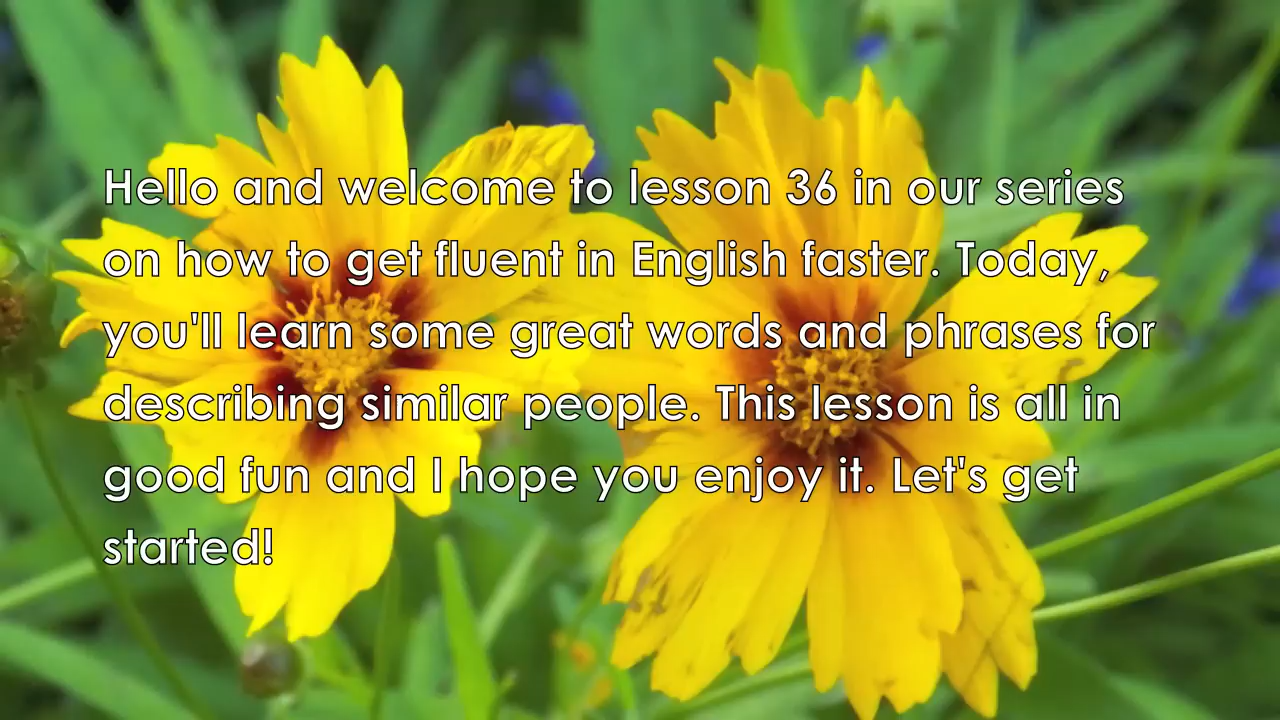 Hello and welcome to lesson 36 in our series
on how to get fluent in English faster. Today,
you'll learn some great words and phrases for
describing similar people. This lesson is all in
good fun and I hope you enjoy it. Let's get
started!